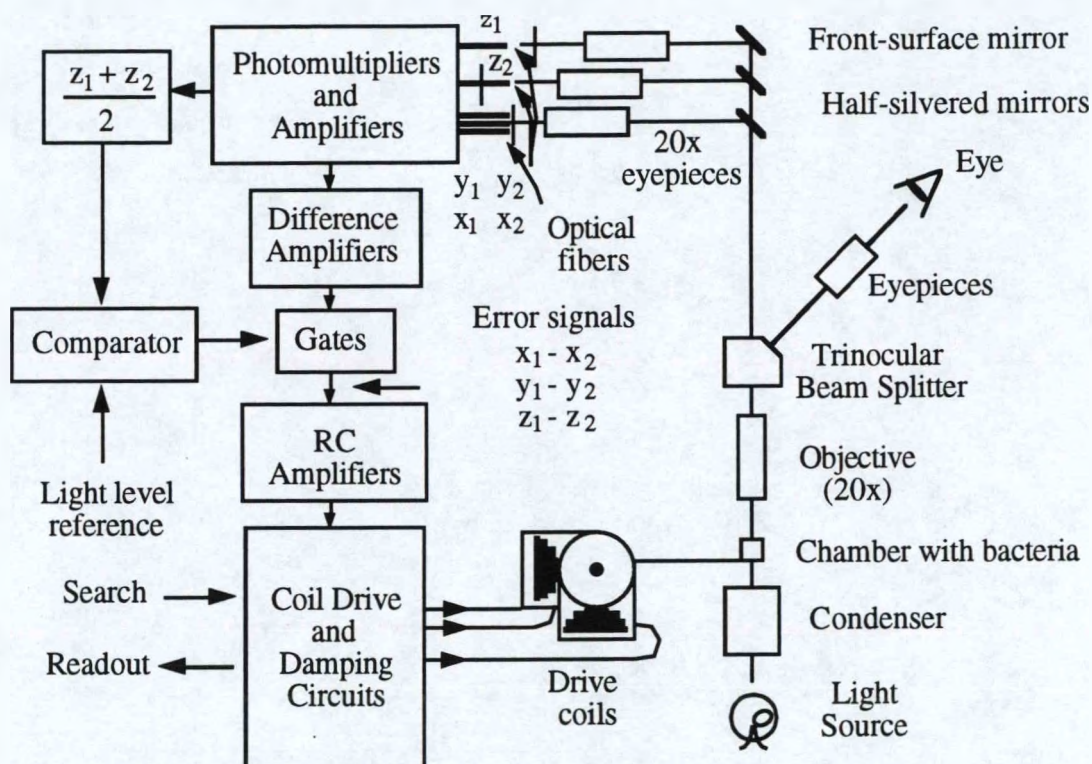 z1
z2
z1 + z2
2
Photomultipliers
and
Amplifiers
Front-surface mirror
Half-silvered mirrors
20x
eyepieces
Eye
y1 y2
x1 x2
Optical
fibers
Difference
Amplifiers
Eyepieces
Comparator
Gates
Error signals
x1 - x2
y1 - y2
z1 - z2
Trinocular
Beam Splitter
RC
Amplifiers
Objective
(20x)
Light level
reference
Chamber with bacteria
Search
Readout
Coil Drive
and
Damping
Circuits
Drive
coils
Condenser
Light
Source